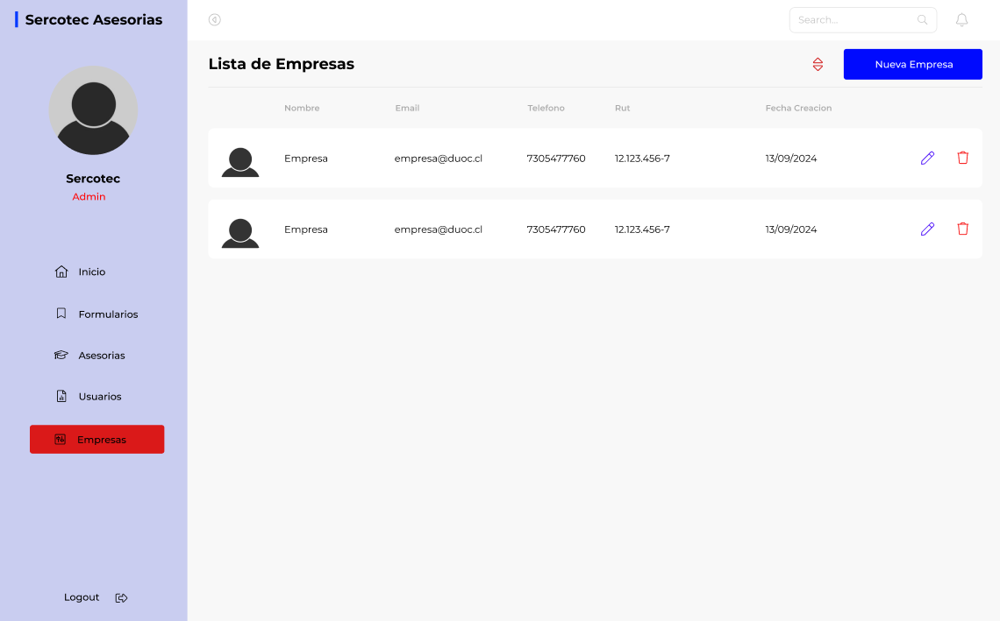 Sercotec Asesorias
Search...
Lista de Empresas
Nueva Empresa
Nombre Email Telefono Rut Fecha Creacion
Empresa empresa@duoc.cl 7305477760 12.123.456-7 13/09/2024
Empresa empresa@duoc.cl 7305477760 12.123.456-7 13/09/2024
Sercotec
Admin
Inicio
Formularios
Asesorias
Usuarios
Empresas
Logout